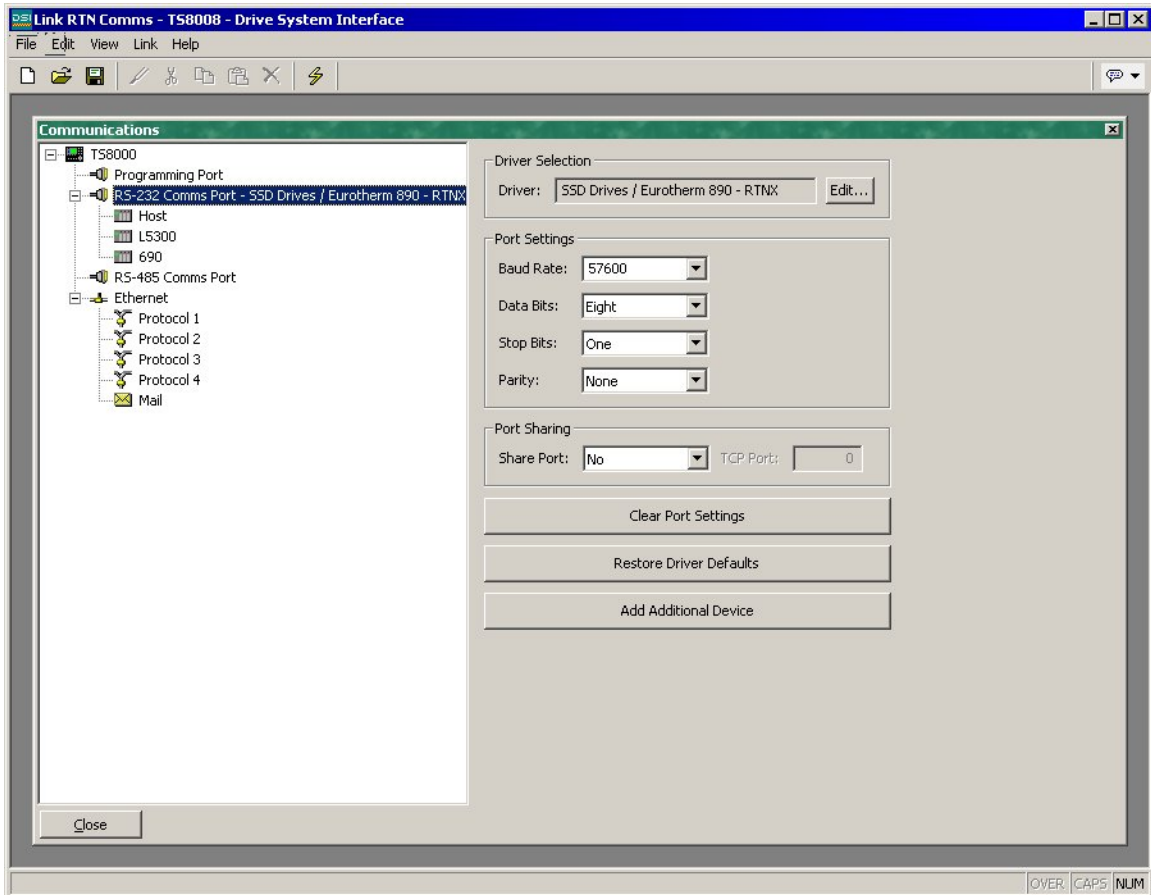 DSI Link RTN Comms - TS8008 - Drive System Interface
File Edit View Link Help
Communications
TS8000
Programming Port
RS-232 Comms Port - SSD Drives / Eurotherm 890 - RTNX
Host
L5300
690
RS-485 Comms Port
Ethernet
Protocol 1
Protocol 2
Protocol 3
Protocol 4
Mail
Driver Selection
Driver: SSD Drives / Eurotherm 890 - RTNX Edit...
Port Settings
Baud Rate: 57600
Data Bits: Eight
Stop Bits: One
Parity: None
Port Sharing
Share Port: No TCP Port: 0
Clear Port Settings
Restore Driver Defaults
Add Additional Device
Close
OVER CAPS NUM